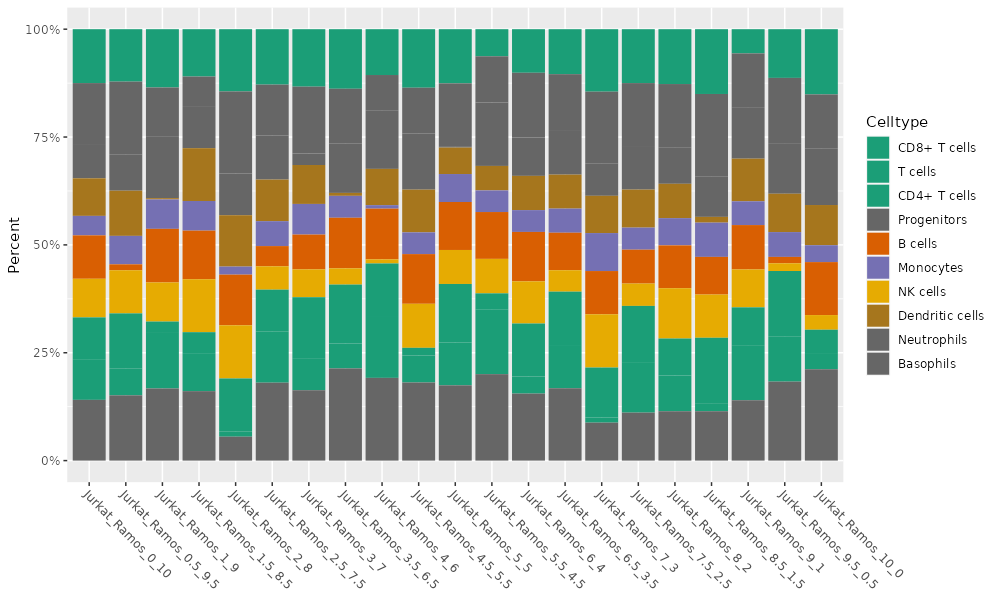 100%
75%
50%
25%
0%
Percent
Jurkat_Ramos_0_10
Jurkat_Ramos_0.5_9.5
Jurkat_Ramos_1_9
Jurkat_Ramos_1.5_8.5
Jurkat_Ramos_2_8
Jurkat_Ramos_2.5_7.5
Jurkat_Ramos_3_7
Jurkat_Ramos_3.5_6.5
Jurkat_Ramos_4_6
Jurkat_Ramos_4.5_5.5
Jurkat_Ramos_5_5
Jurkat_Ramos_5.5_4.5
Jurkat_Ramos_6_4
Jurkat_Ramos_6.5_3.5
Jurkat_Ramos_7_3
Jurkat_Ramos_7.5_2.5
Jurkat_Ramos_8_2
Jurkat_Ramos_8.5_1.5
Jurkat_Ramos_9_1
Jurkat_Ramos_9.5_0.5
Jurkat_Ramos_10_0
Celltype
CD8+ T cells
T cells
CD4+ T cells
Progenitors
B cells
Monocytes
NK cells
Dendritic cells
Neutrophils
Basophils